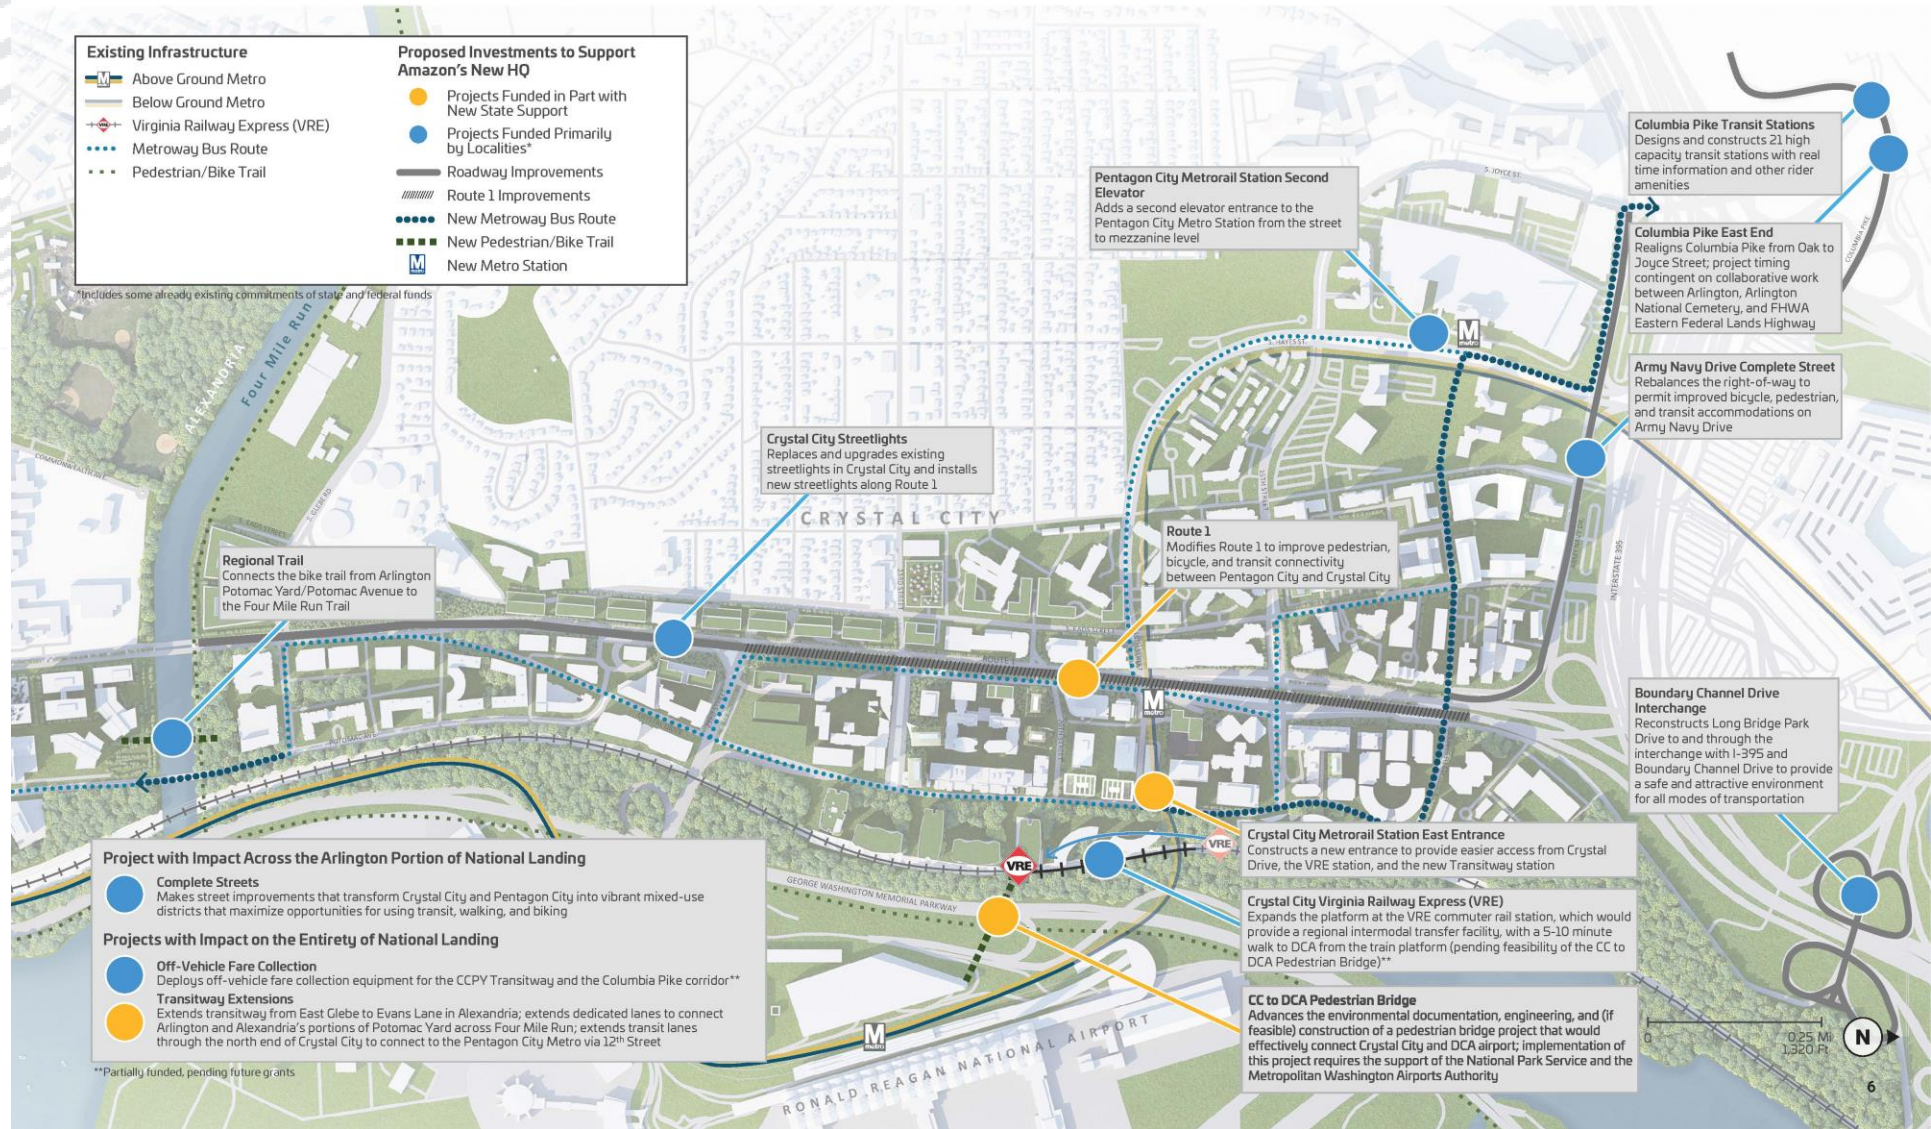 Existing Infrastructure
M
Above Ground Metro
Below Ground Metro
VRE
Virginia Railway Express (VRE)
Metroway Bus Route
Pedestrian/Bike Trail
Proposed Investments to Support
Amazon's New HQ
Projects Funded in Part with
New State Support
Projects Funded Primarily
by Localities*
Roadway Improvements
Route 1 Improvements
New Metroway Bus Route
New Pedestrian/Bike Trail
M
metro
New Metro Station
*Includes some already existing commitments of state and federal funds
ALEXANDRIA
Four Mile Run
COMMONWEALTH AVE
S. GLEBE RD
S. EADS STREET
Regional Trail
Connects the bike trail from Arlington
Potomac Yard/Potomac Avenue to
the Four Mile Run Trail
Crystal City Streetlights
Replaces and upgrades existing
streetlights in Crystal City and installs
new streetlights along Route 1
CRYSTAL CITY
Pentagon City Metrorail Station Second
Elevator
Adds a second elevator entrance to the
Pentagon City Metro Station from the street
to mezzanine level
S. JOYCE ST.
M
metro
S. HAYES ST.
Columbia Pike Transit Stations
Designs and constructs 21 high
capacity transit stations with real
time information and other rider
amenities
COLUMBIA PIKE
Columbia Pike East End
Realigns Columbia Pike from Oak to
Joyce Street; project timing
contingent on collaborative work
between Arlington, Arlington
National Cemetery, and FHWA
Eastern Federal Lands Highway
Army Navy Drive Complete Street
Rebalances the right-of-way to
permit improved bicycle, pedestrian,
and transit accommodations on
Army Navy Drive
INTERSTATE 395
Route 1
Modifies Route 1 to improve pedestrian,
bicycle, and transit connectivity
between Pentagon City and Crystal City
S. EADS STREET
ROUTE 1
M
metro
POTOMAC AVE
Boundary Channel Drive
Interchange
Reconstructs Long Bridge Park
Drive to and through the
interchange with I-395 and
Boundary Channel Drive to provide
a safe and attractive environment
for all modes of transportation
Crystal City Metrorail Station East Entrance
Constructs a new entrance to provide easier access from Crystal
Drive, the VRE station, and the new Transitway station
VRE
VRE
GEORGE WASHINGTON MEMORIAL PARKWAY
Crystal City Virginia Railway Express (VRE)
Expands the platform at the VRE commuter rail station, which would
provide a regional intermodal transfer facility, with a 5-10 minute
walk to DCA from the train platform (pending feasibility of the CC to
DCA Pedestrian Bridge)**
CC to DCA Pedestrian Bridge
Advances the environmental documentation, engineering, and (if
feasible) construction of a pedestrian bridge project that would
effectively connect Crystal City and DCA airport; implementation of
this project requires the support of the National Park Service and the
Metropolitan Washington Airports Authority
Project with Impact Across the Arlington Portion of National Landing
Complete Streets
Makes street improvements that transform Crystal City and Pentagon City into vibrant mixed-use
districts that maximize opportunities for using transit, walking, and biking
Projects with Impact on the Entirety of National Landing
Off-Vehicle Fare Collection
Deploys off-vehicle fare collection equipment for the CCPY Transitway and the Columbia Pike corridor**
Transitway Extensions
Extends transitway from East Glebe to Evans Lane in Alexandria; extends dedicated lanes to connect
Arlington and Alexandria's portions of Potomac Yard across Four Mile Run; extends transit lanes
through the north end of Crystal City to connect to the Pentagon City Metro via 12th Street
**Partially funded, pending future grants
M
metro
RONALD REAGAN NATIONAL AIRPORT
0
0.25 Mi
1,320 Ft
N
6